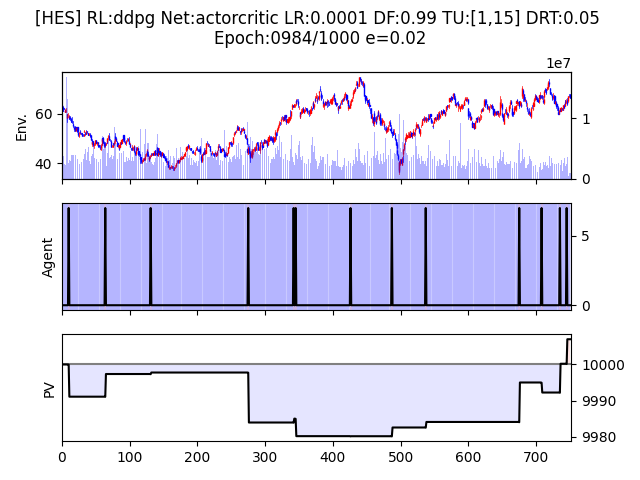 [HES] RL:ddpg Net:actorcritic LR:0.0001 DF:0.99 TU:[1,15] DRT:0.05
Epoch:0984/1000 e=0.02
1e7
Env.
60
40
1
0
Agent
5
0
PV
10000
9990
9980
0 100 200 300 400 500 600 700